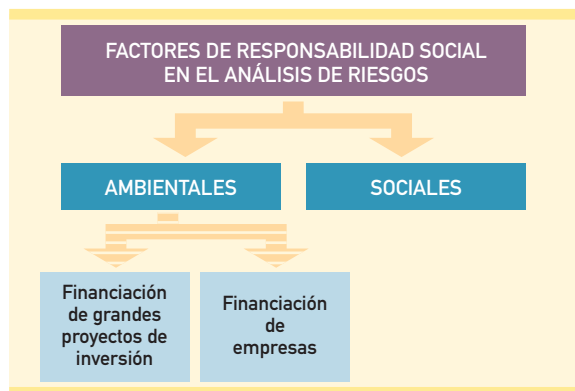 FACTORES DE RESPONSABILIDAD SOCIAL
EN EL ANÁLISIS DE RIESGOS
AMBIENTALES
SOCIALES
Financiación
de grandes
proyectos de
inversión
Financiación
de
empresas